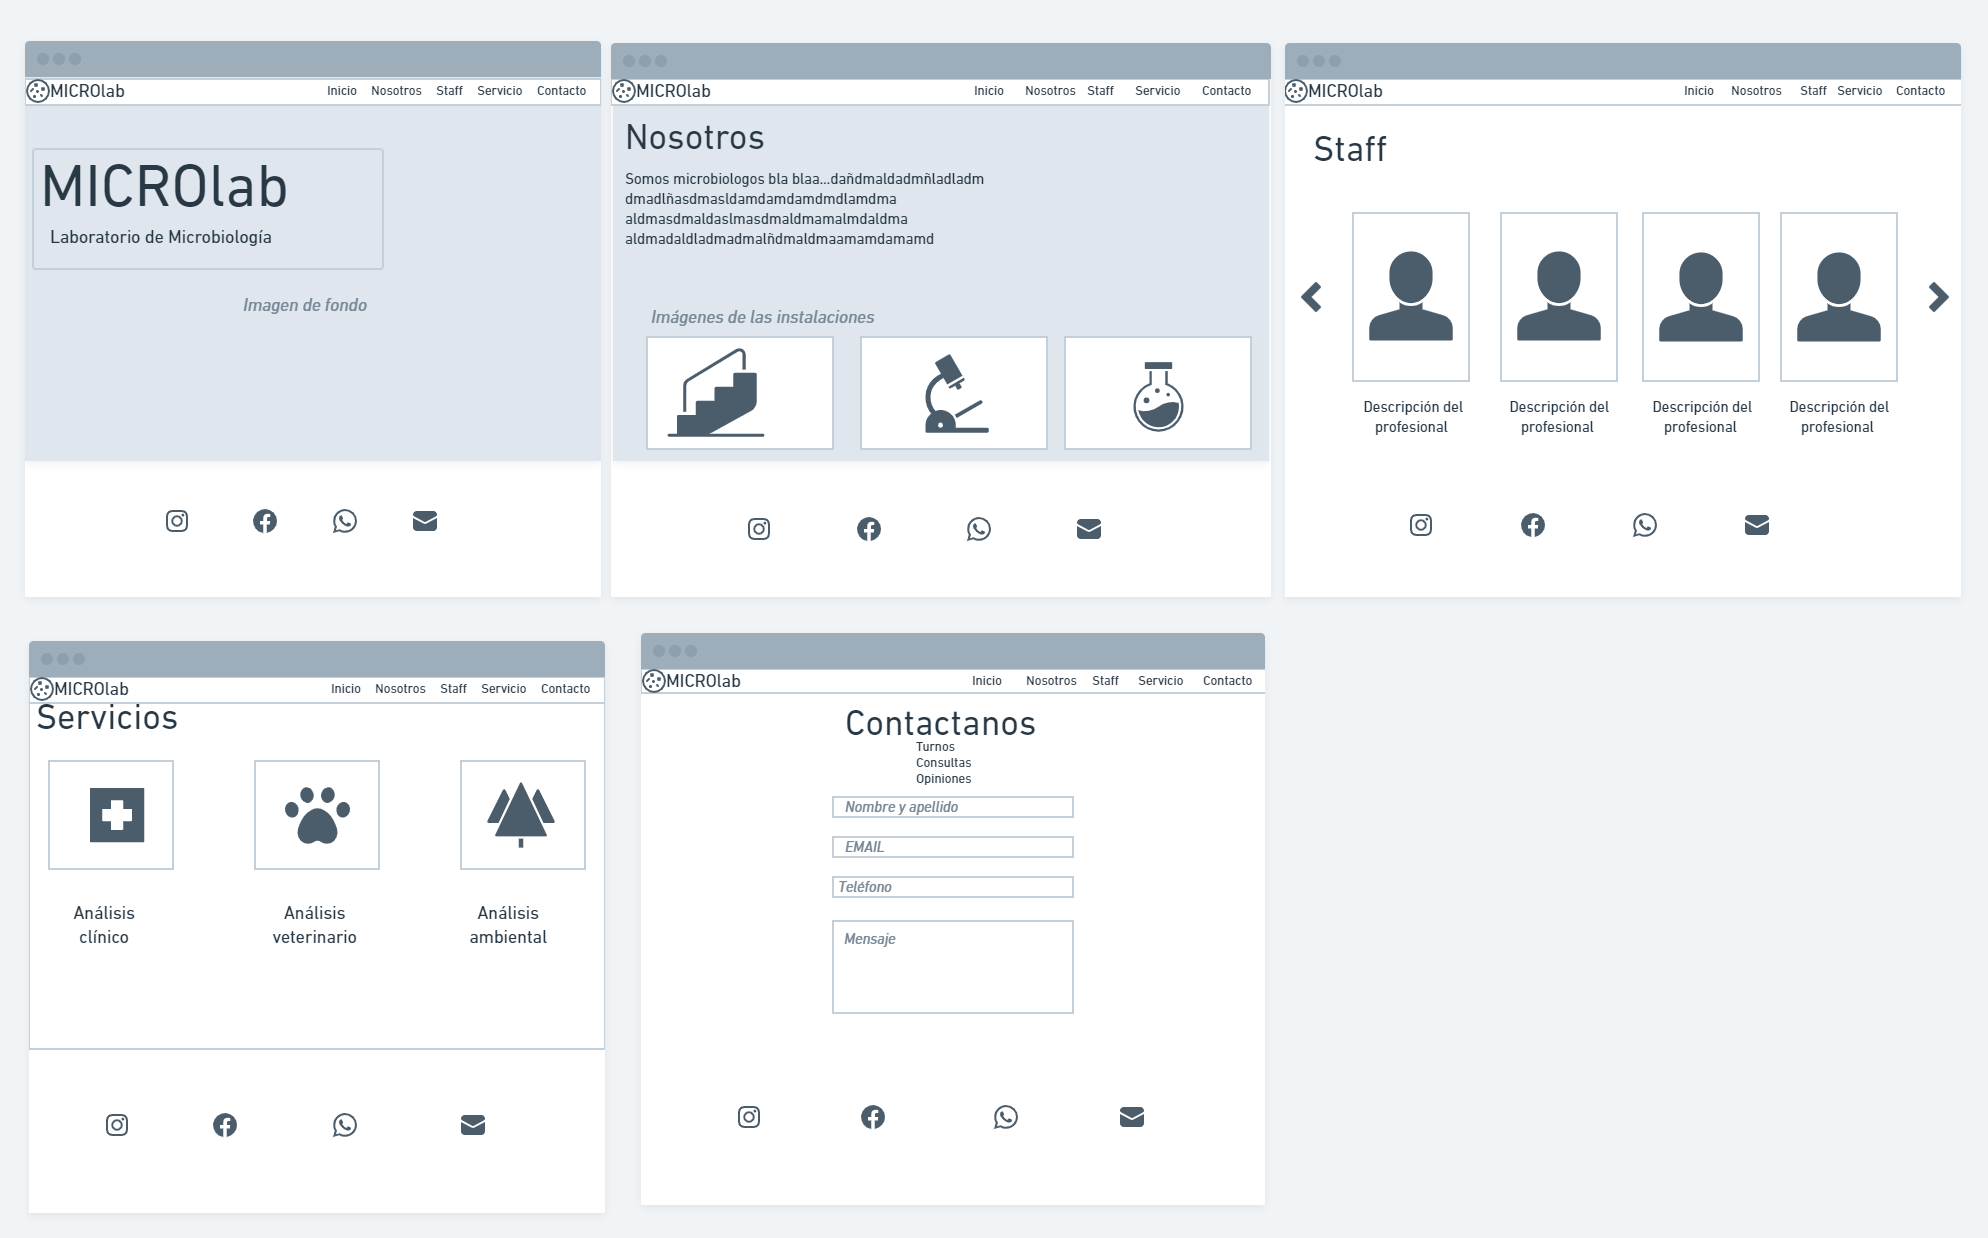 MICROlab
Inicio Nosotros Staff Servicio Contacto
MICROlab
Laboratorio de Microbiología
Imagen de fondo
MICROlab
Inicio Nosotros Staff Servicio Contacto
Nosotros
Somos microbiologos bla blaa...dañdmaldadmñladladm
dmadlñasdmasldamdamdamdmdlamdma
aldmasdmaldaslmasdmaldmamalmdaldma
aldmadaldladmadmalñdmaldmaamamdamamd
Imágenes de las instalaciones
MICROlab
Inicio Nosotros Staff Servicio Contacto
Staff
Descripción del
profesional
Descripción del
profesional
Descripción del
profesional
Descripción del
profesional
MICROlab
Inicio Nosotros Staff Servicio Contacto
Servicios
Análisis
clínico
Análisis
veterinario
Análisis
ambiental
MICROlab
Inicio Nosotros Staff Servicio Contacto
Contactanos
Turnos
Consultas
Opiniones
Nombre y apellido
EMAIL
Teléfono
Mensaje